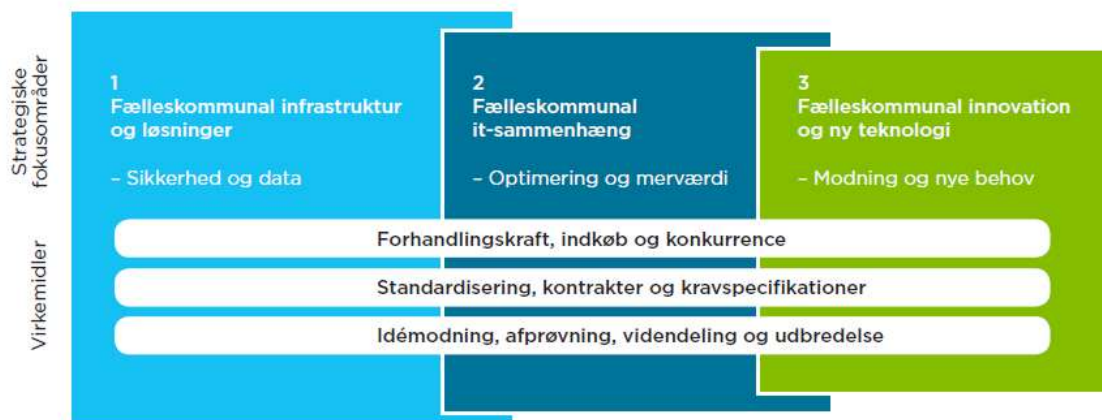 Strategiske
fokusområder
1
Fælleskommunal infrastruktur
og løsninger
– Sikkerhed og data
2
Fælleskommunal
it-sammenhæng
– Optimering og merværdi
3
Fælleskommunal innovation
og ny teknologi
– Modning og nye behov
Virkemidler
Forhandlingskraft, indkøb og konkurrence
Standardisering, kontrakter og kravspecifikationer
Idémodning, afprøvning, videndeling og udbredelse